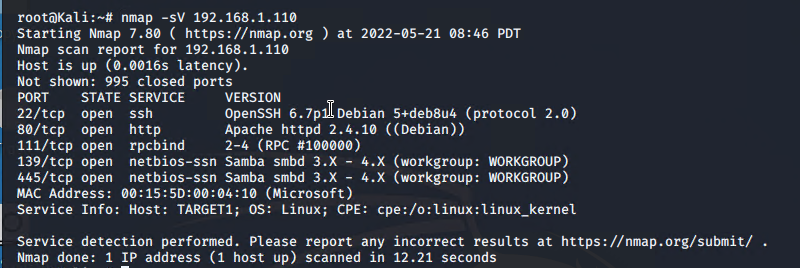 root@Kali:~# nmap -sV 192.168.1.110
Starting Nmap 7.80 ( https://nmap.org ) at 2022-05-21 08:46 PDT
Nmap scan report for 192.168.1.110
Host is up (0.0016s latency).
Not shown: 995 closed ports
PORT    STATE SERVICE     VERSION
22/tcp  open  ssh         OpenSSH 6.7p1 Debian 5+deb8u4 (protocol 2.0)
80/tcp  open  http        Apache httpd 2.4.10 ((Debian))
111/tcp open  rpcbind     2-4 (RPC #100000)
139/tcp open  netbios-ssn Samba smbd 3.X - 4.X (workgroup: WORKGROUP)
445/tcp open  netbios-ssn Samba smbd 3.X - 4.X (workgroup: WORKGROUP)
MAC Address: 00:15:5D:00:04:10 (Microsoft)
Service Info: Host: TARGET1; OS: Linux; CPE: cpe:/o:linux:linux_kernel
Service detection performed. Please report any incorrect results at https://nmap.org/submit/ .
Nmap done: 1 IP address (1 host up) scanned in 12.21 seconds